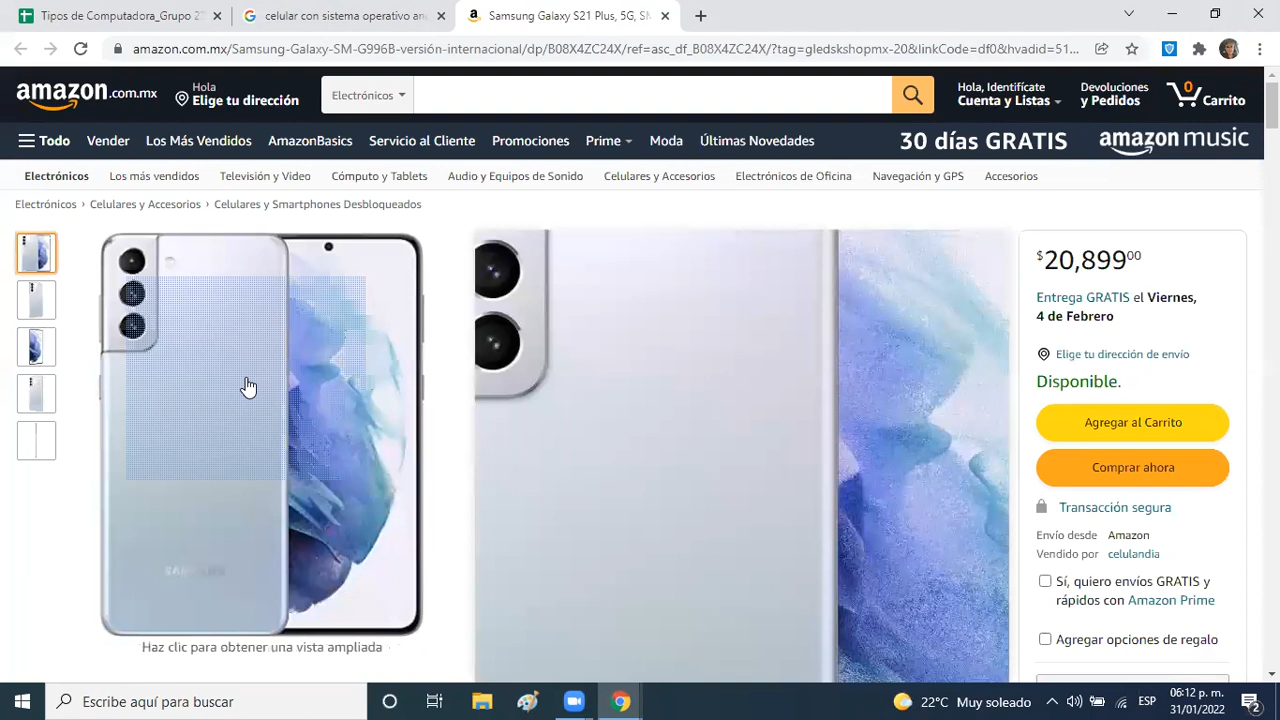 Tipos de Computadora_Grupo 2
celular con sistema operativo an
Samsung Galaxy S21 Plus, 5G, SM
amazon.com.mx/Samsung-Galaxy-SM-G996B-versión-internacional/dp/B08X4ZC24X/ref=asc_df_B08X4ZC24X/?tag=gledskshopmx-20&linkCode=df0&hvadid=51...
amazon.com.mx
Hola
Elige tu dirección
Electrónicos
Hola, Identifícate
Cuenta y Listas
Devoluciones
y Pedidos
0
Carrito
Todo
Vender
Los Más Vendidos
AmazonBasics
Servicio al Cliente
Promociones
Prime
Moda
Últimas Novedades
30 días GRATIS
amazon music
Electrónicos
Los más vendidos
Televisión y Video
Cómputo y Tablets
Audio y Equipos de Sonido
Celulares y Accesorios
Electrónicos de Oficina
Navegación y GPS
Accesorios
Electrónicos › Celulares y Accesorios › Celulares y Smartphones Desbloqueados
SAMSUNG
Haz clic para obtener una vista ampliada
$20,89900
Entrega GRATIS el Viernes,
4 de Febrero
Elige tu dirección de envío
Disponible.
Agregar al Carrito
Comprar ahora
Transacción segura
Envío desde Amazon
Vendido por celulandia
Sí, quiero envíos GRATIS y
rápidos con Amazon Prime
Agregar opciones de regalo
Escribe aquí para buscar
22°C Muy soleado
ESP
06:12 p. m.
31/01/2022
2